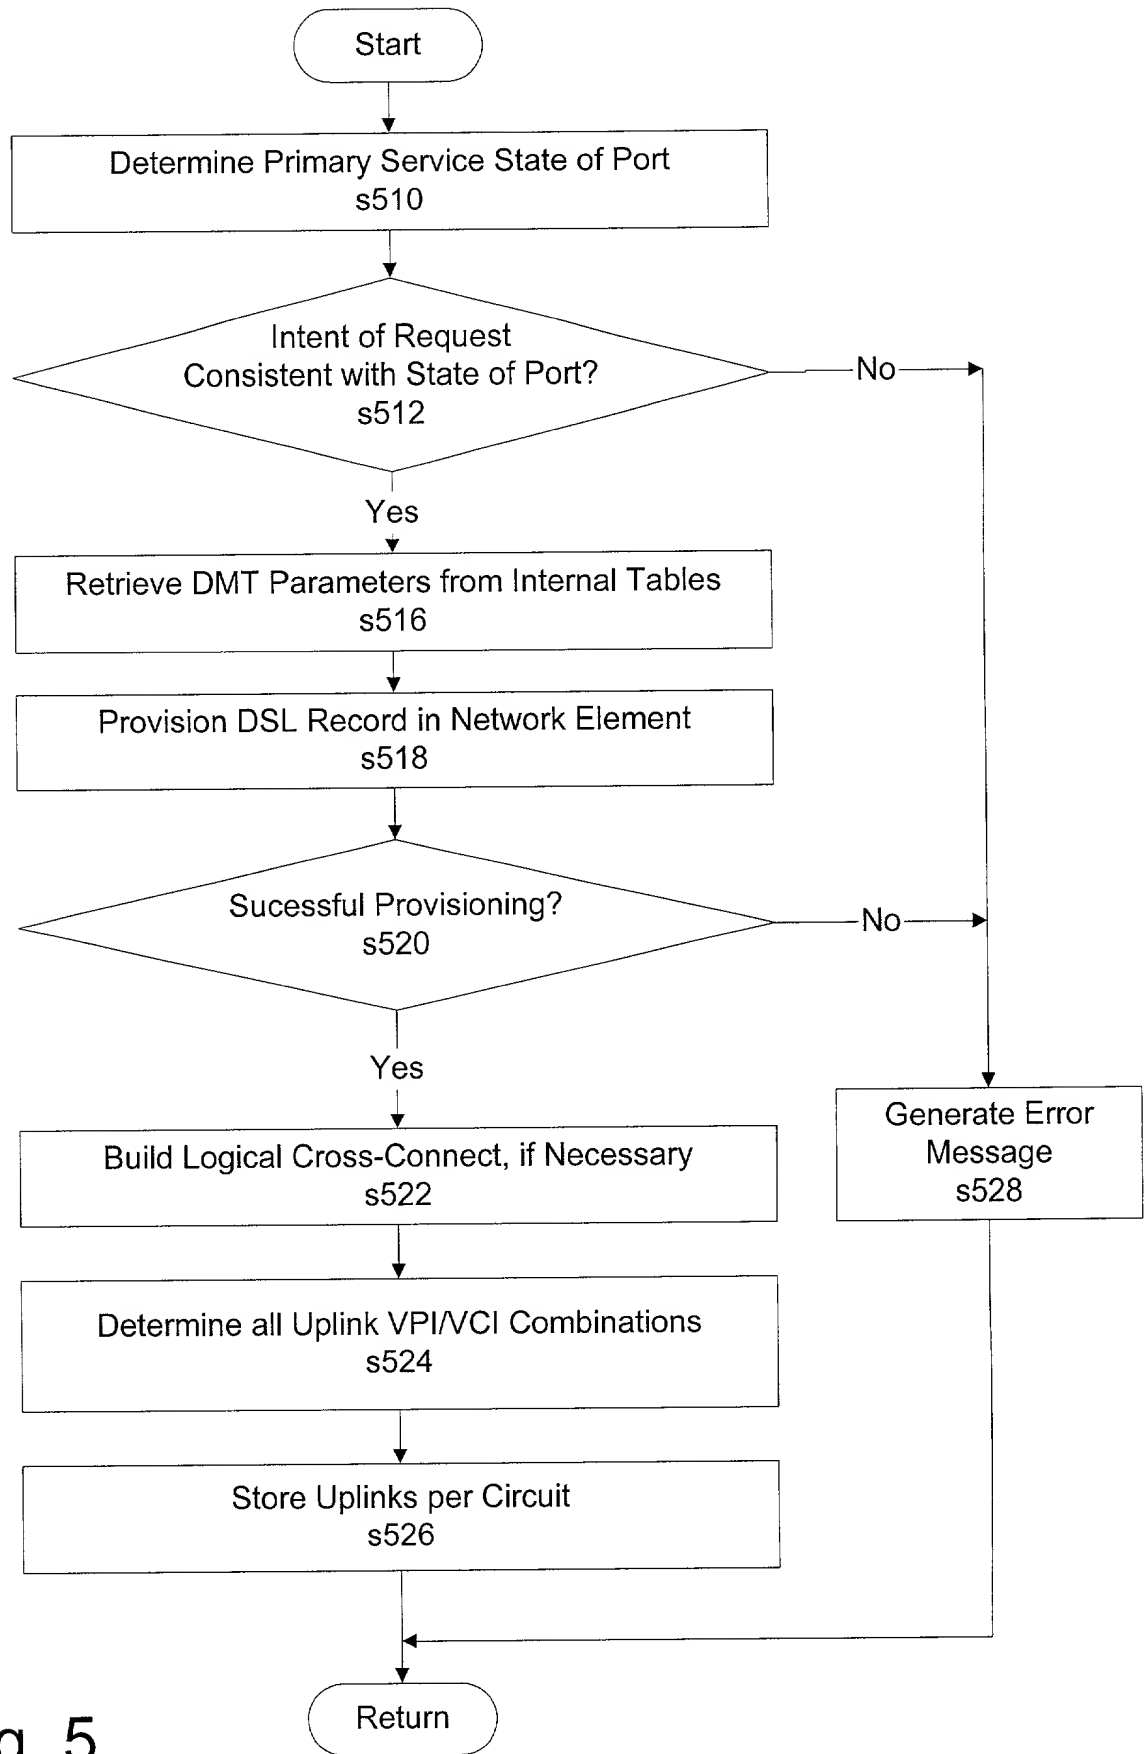 Start
Determine Primary Service State of Port
s510
Intent of Request
Consistent with State of Port?
s512
No
Yes
Retrieve DMT Parameters from Internal Tables
s516
Provision DSL Record in Network Element
s518
Sucessful Provisioning?
s520
No
Yes
Generate Error
Message
s528
Build Logical Cross-Connect, if Necessary
s522
Determine all Uplink VPI/VCI Combinations
s524
Store Uplinks per Circuit
s526
Return
5